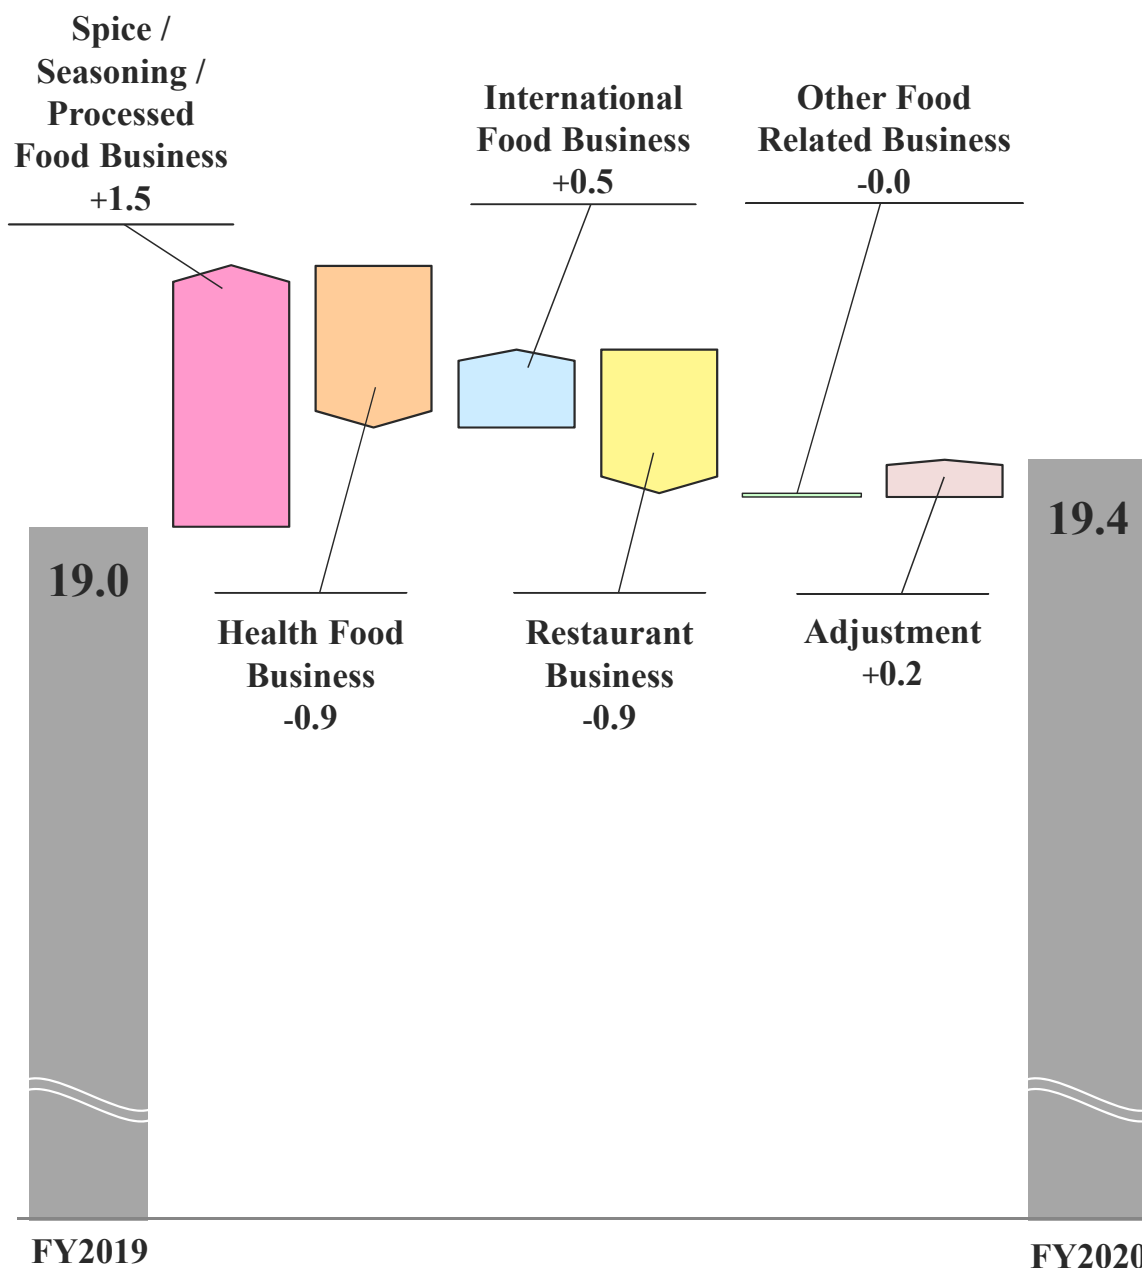 Spice /
Seasoning /
Processed
Food Business
+1.5
International
Food Business
+0.5
Other Food
Related Business
-0.0
19.0
19.4
Health Food
Business
-0.9
Restaurant
Business
-0.9
Adjustment
+0.2
FY2019
FY2020